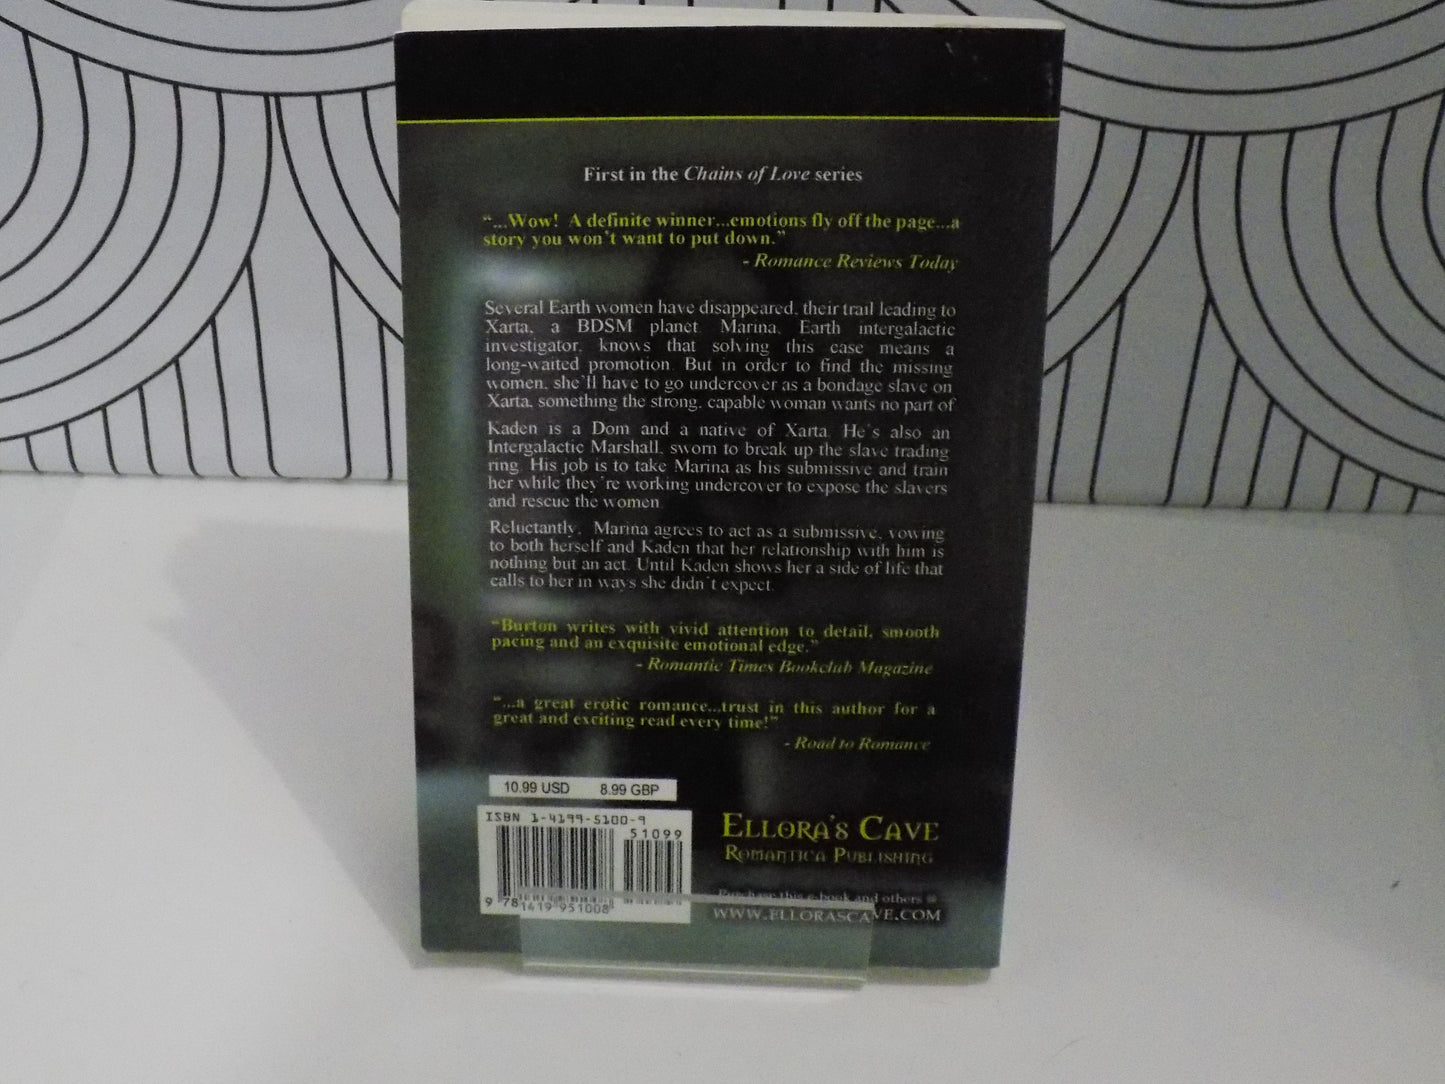 First in the Chains of Love series
“...Wow! A definite winner...emotions fly off the page...a
story you won't want to put down.”
- Romance Reviews Today
Several Earth women have disappeared, their trail leading to
Xarta, a BDSM planet. Marina, Earth intergalactic
investigator, knows that solving this case means a
long-waited promotion. But in order to find the missing
women, she'll have to go undercover as a bondage slave on
Xarta, something the strong, capable woman wants no part of
Kaden is a Dom and a native of Xarta. He's also an
Intergalactic Marshall, sworn to break up the slave trading
ring. His job is to take Marina as his submissive and train
her while they're working undercover to expose the slavers
and rescue the women
Reluctantly, Marina agrees to act as a submissive, vowing
to both herself and Kaden that her relationship with him is
nothing but an act. Until Kaden shows her a side of life that
calls to her in ways she didn't expect.
“Burton writes with vivid attention to detail, smooth
pacing and an exquisite emotional edge.”
- Romantic Times Bookclub Magazine
“...a great erotic romance...trust in this author for a
great and exciting read every time!”
- Road to Romance
10.99 USD 8.99 GBP
ISBN 1-4199-5100-9
51099
9 781419 951008
ELLORA'S CAVE
ROMANTICA PUBLISHING
Purchase this e-book and others @
WWW.ELLORASCAVE.COM